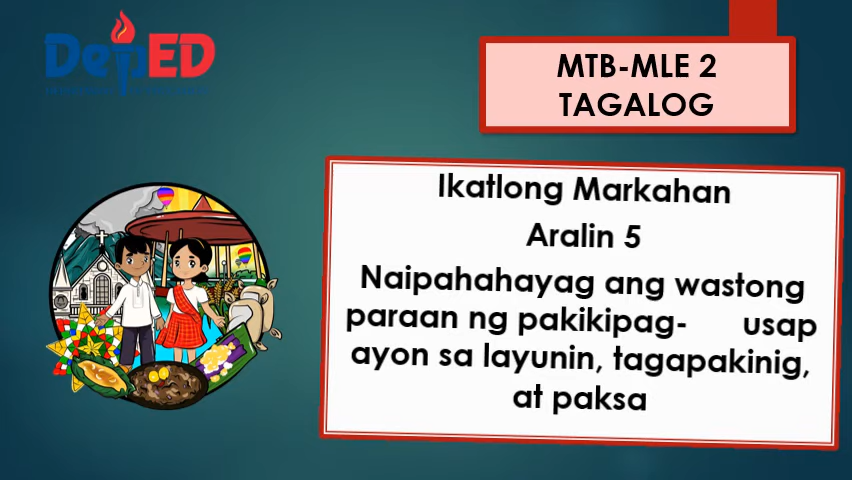 DepED
MTB-MLE 2
TAGALOG
Ikatlong Markahan
Aralin 5
Naipahahayag ang wastong
paraan ng pakikipag- usap
ayon sa layunin, tagapakinig,
at paksa